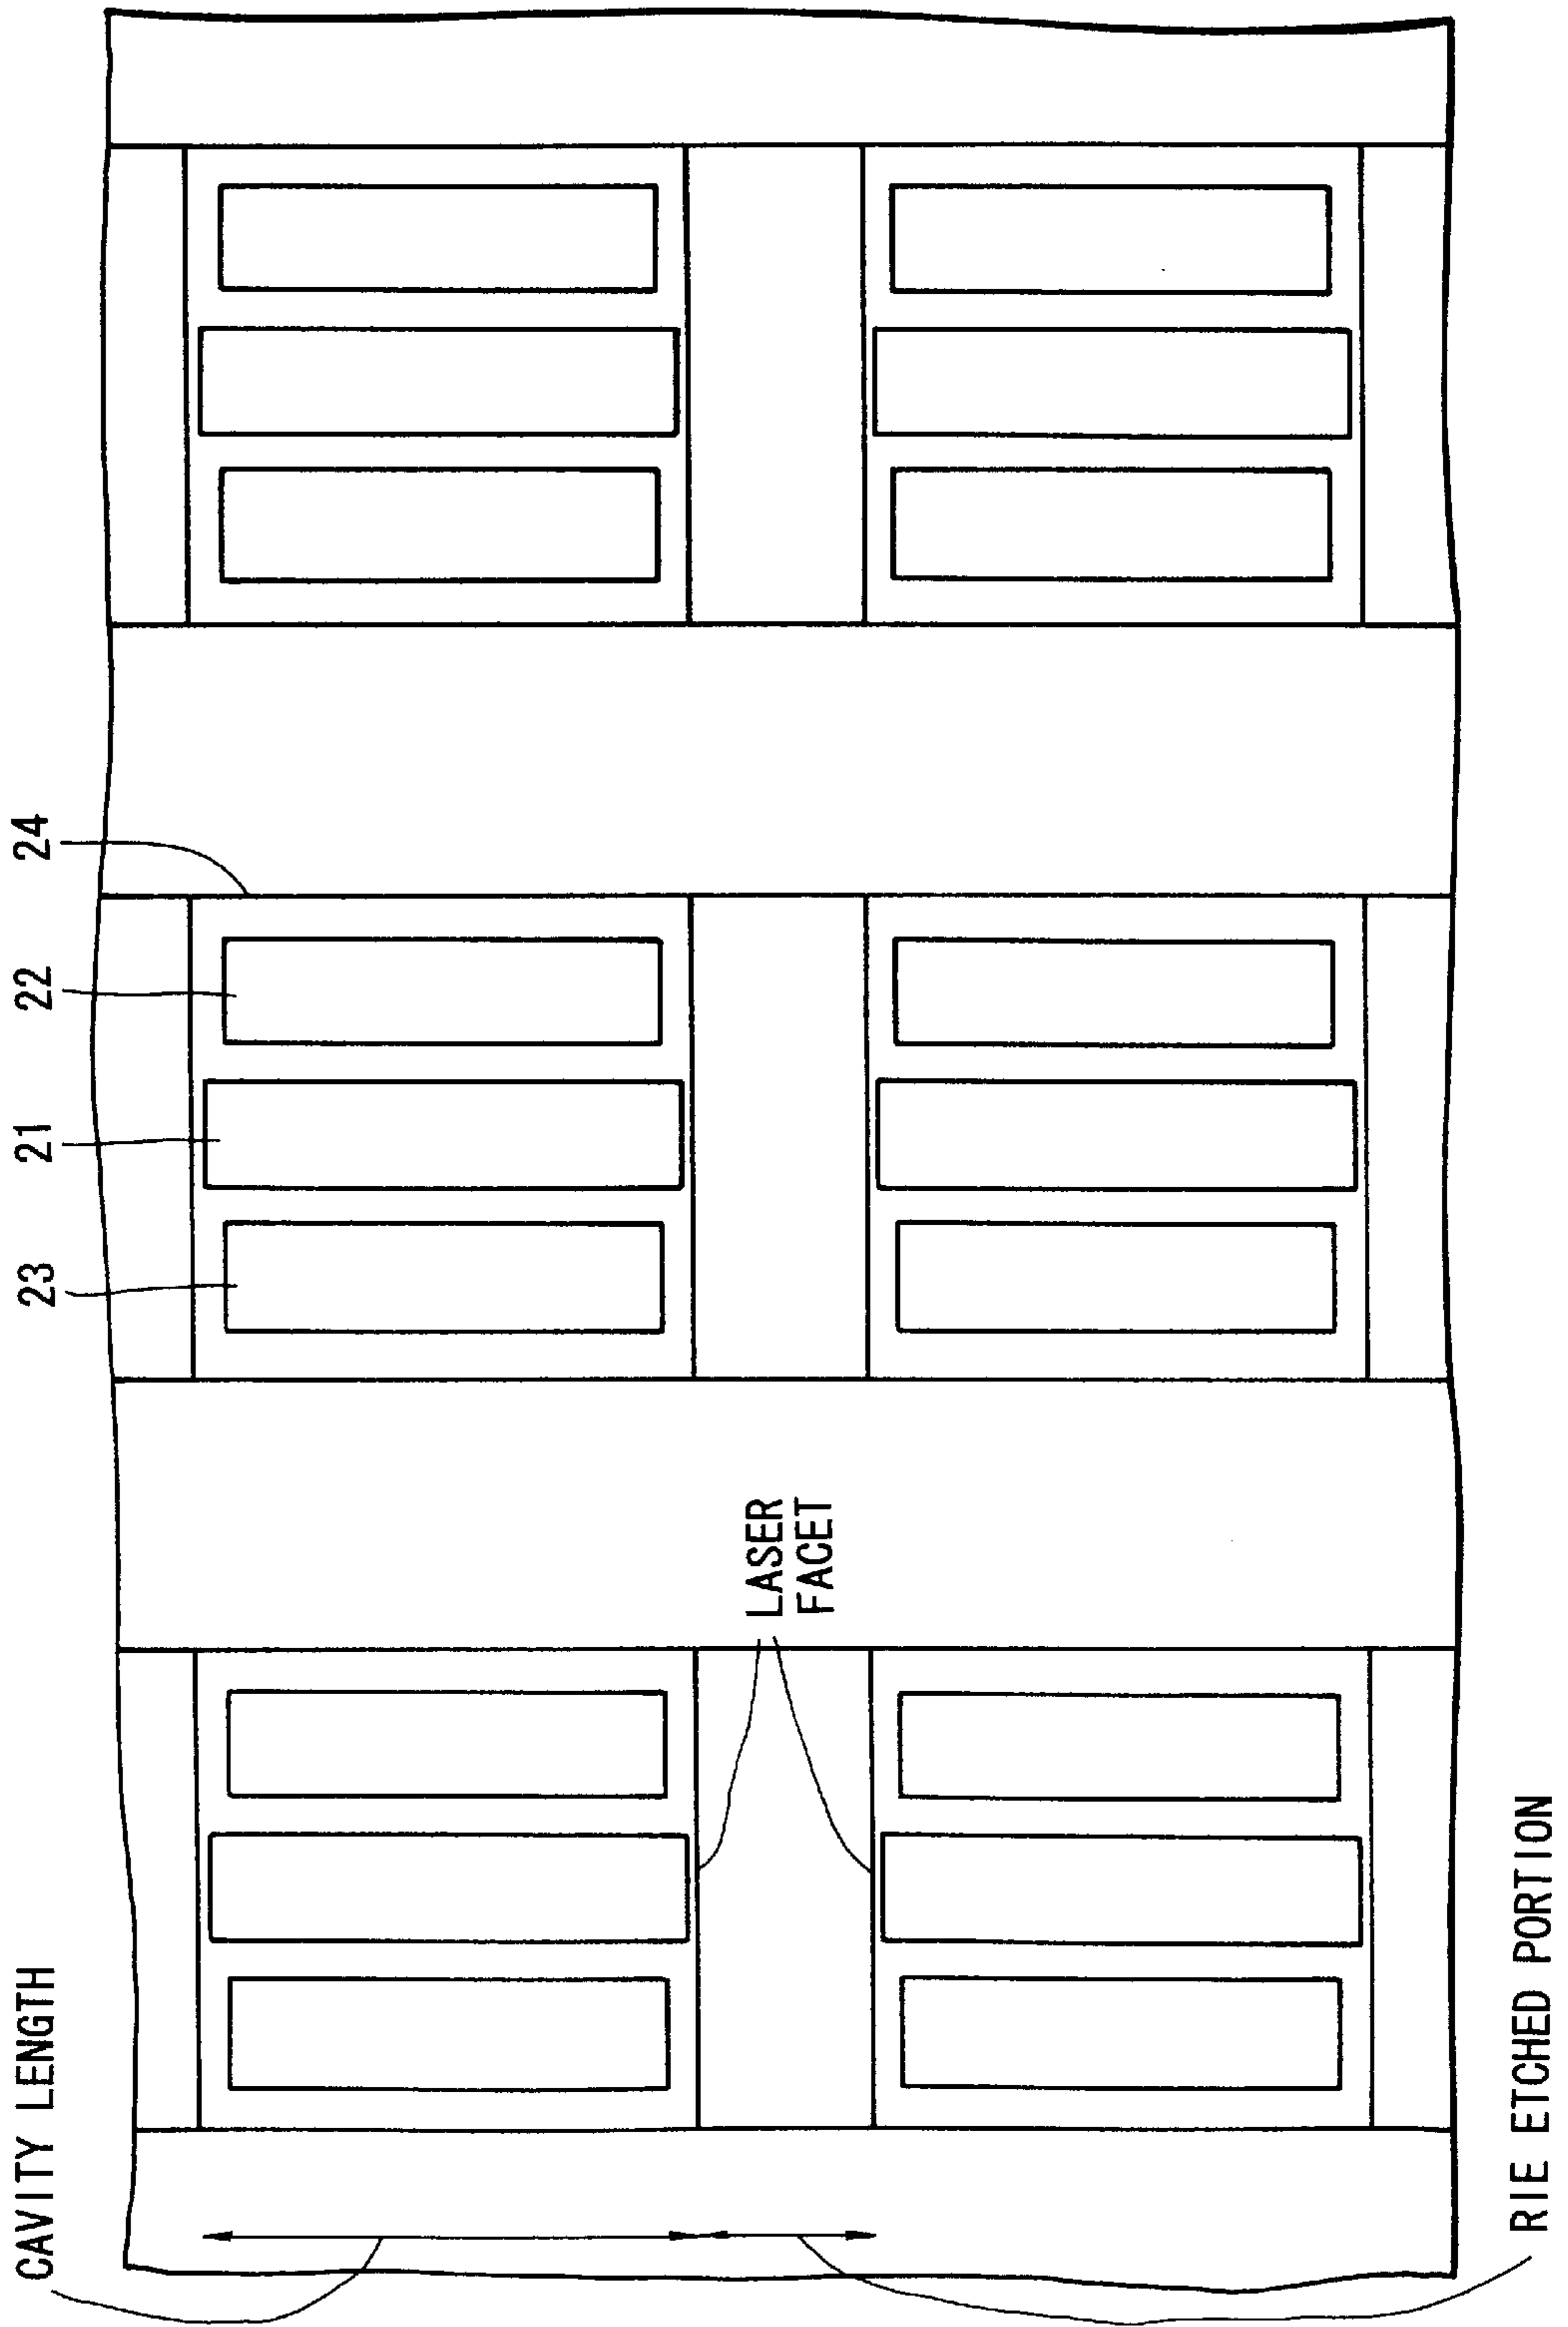 CAVITY LENGTH
23
21
22
24
LASER
FACET
RIE ETCHED PORTION